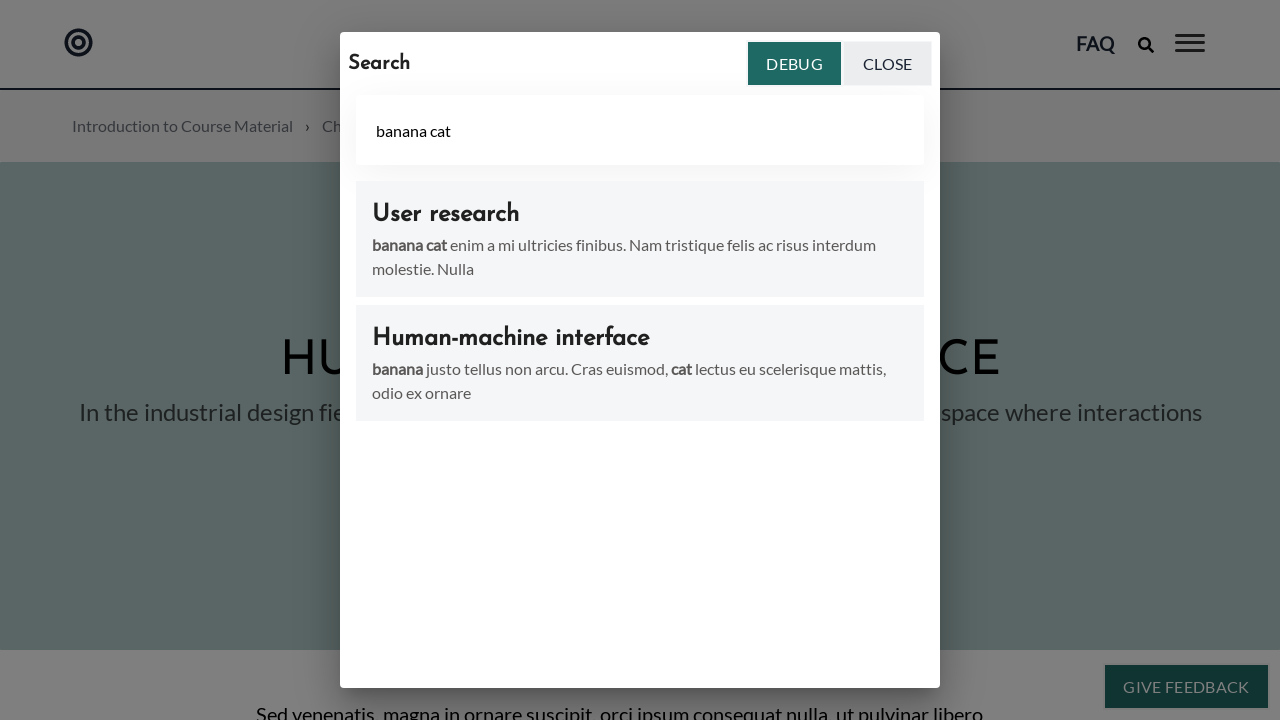 FAQ
Introduction to Course Material › Ch
Search
DEBUG
CLOSE
banana cat
User research
banana cat enim a mi ultricies finibus. Nam tristique felis ac risus interdum
molestie. Nulla
Human-machine interface
banana justo tellus non arcu. Cras euismod, cat lectus eu scelerisque mattis,
odio ex ornare
HU CE
In the industrial design fie space where interactions
GIVE FEEDBACK
Sed venenatis, magna in ornare suscipit, orci ipsum consequat nulla, ut pulvinar libero